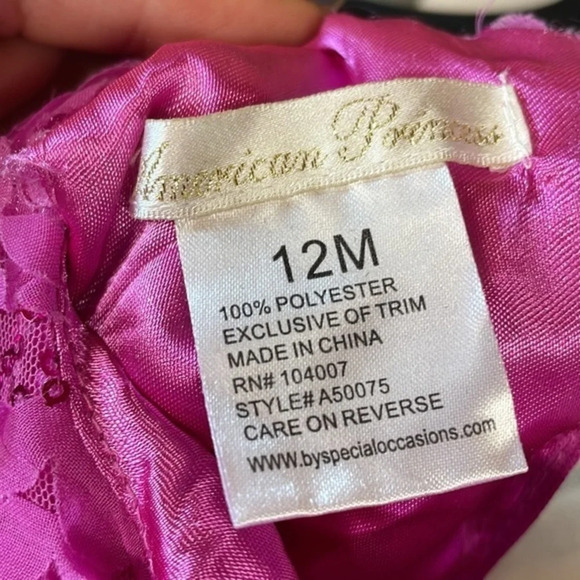 American Princess
12M
100% POLYESTER
EXCLUSIVE OF TRIM
MADE IN CHINA
RN# 104007
STYLE# A50075
CARE ON REVERSE
www.byspecialoccasions.com